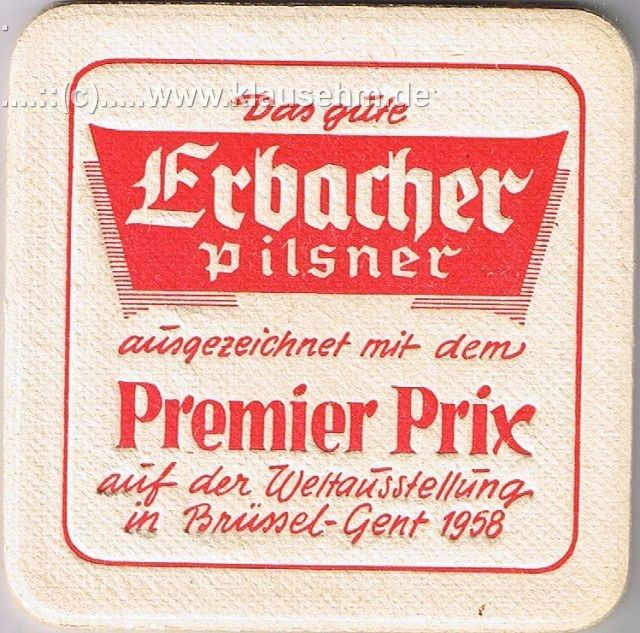 .....::(c).....www.klausehm.de
Das gute
Erbacher
Pilsner
ausgezeichnet mit dem
Premier Prix
auf der Weltausstellung
in Brüssel-Gent 1958